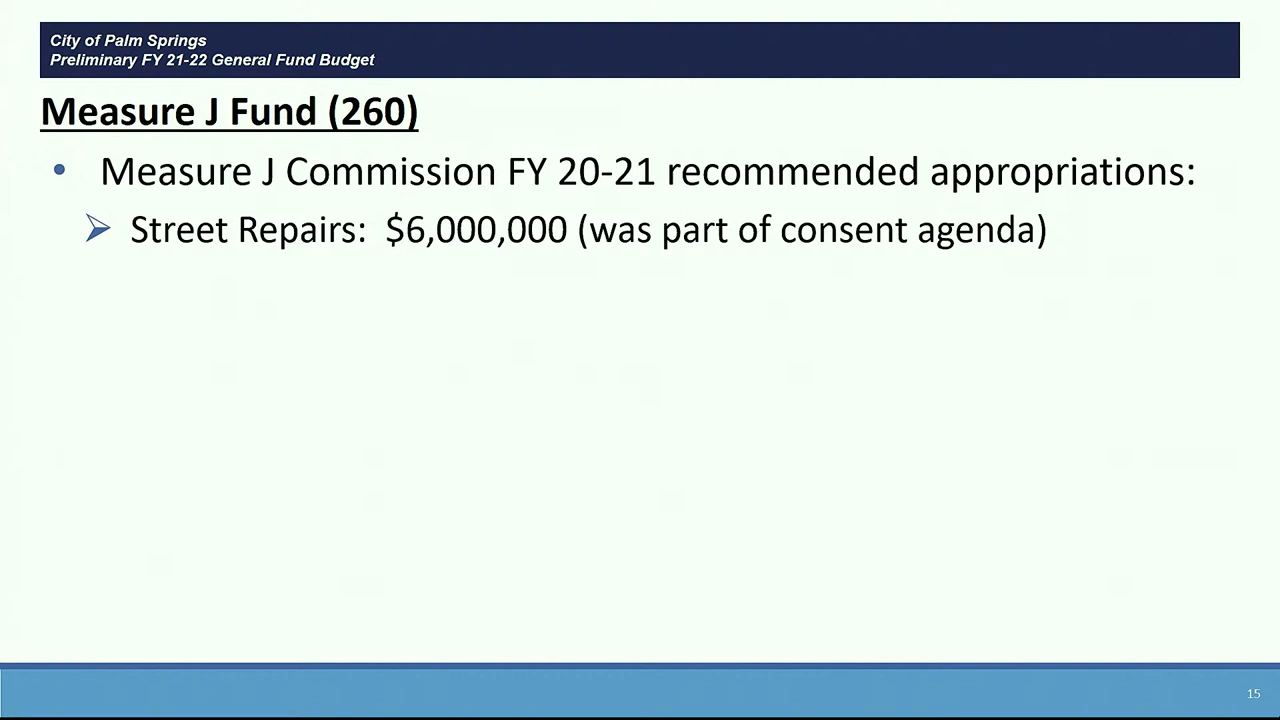 City of Palm Springs
Preliminary FY 21-22 General Fund Budget
Measure J Fund (260)
• Measure J Commission FY 20-21 recommended appropriations:
➢ Street Repairs: $6,000,000 (was part of consent agenda)
15